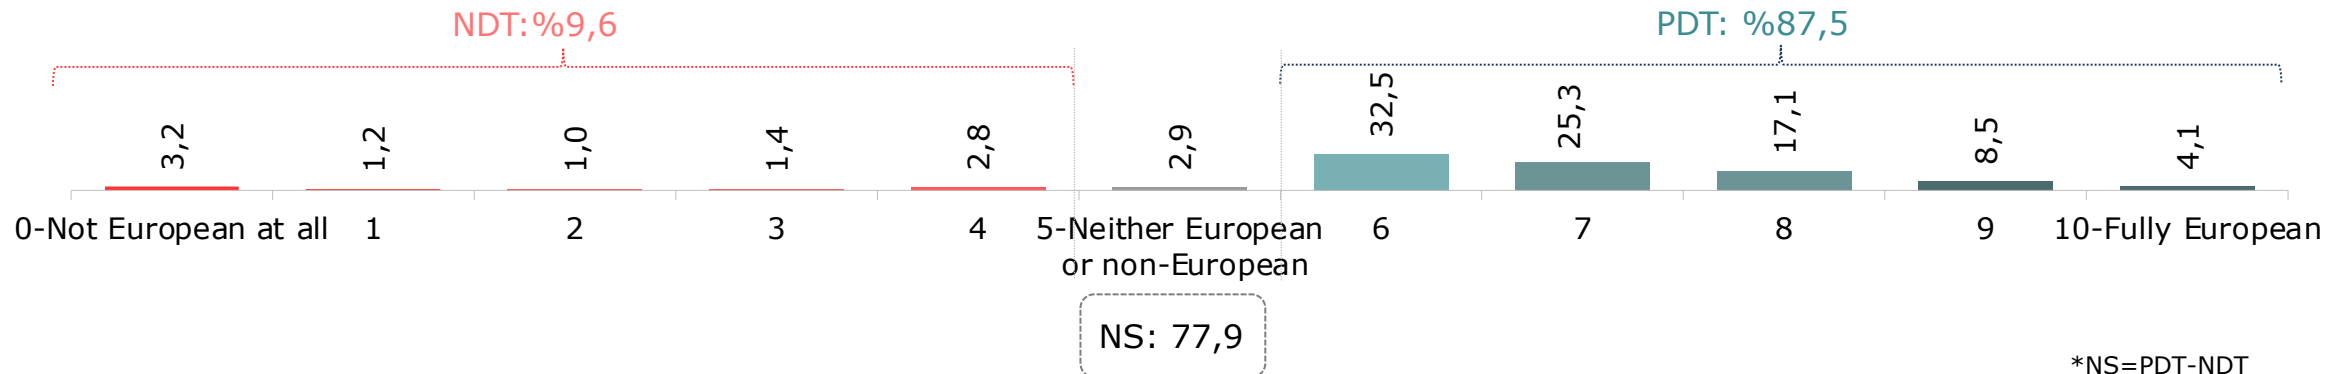 NDT:%9,6
PDT: %87,5
3,2
1,2
1,0
1,4
2,8
2,9
32,5
25,3
17,1
8,5
4,1
0-Not European at all
1
2
3
4
5-Neither European
or non-European
6
7
8
9
10-Fully European
NS: 77,9
*NS=PDT-NDT